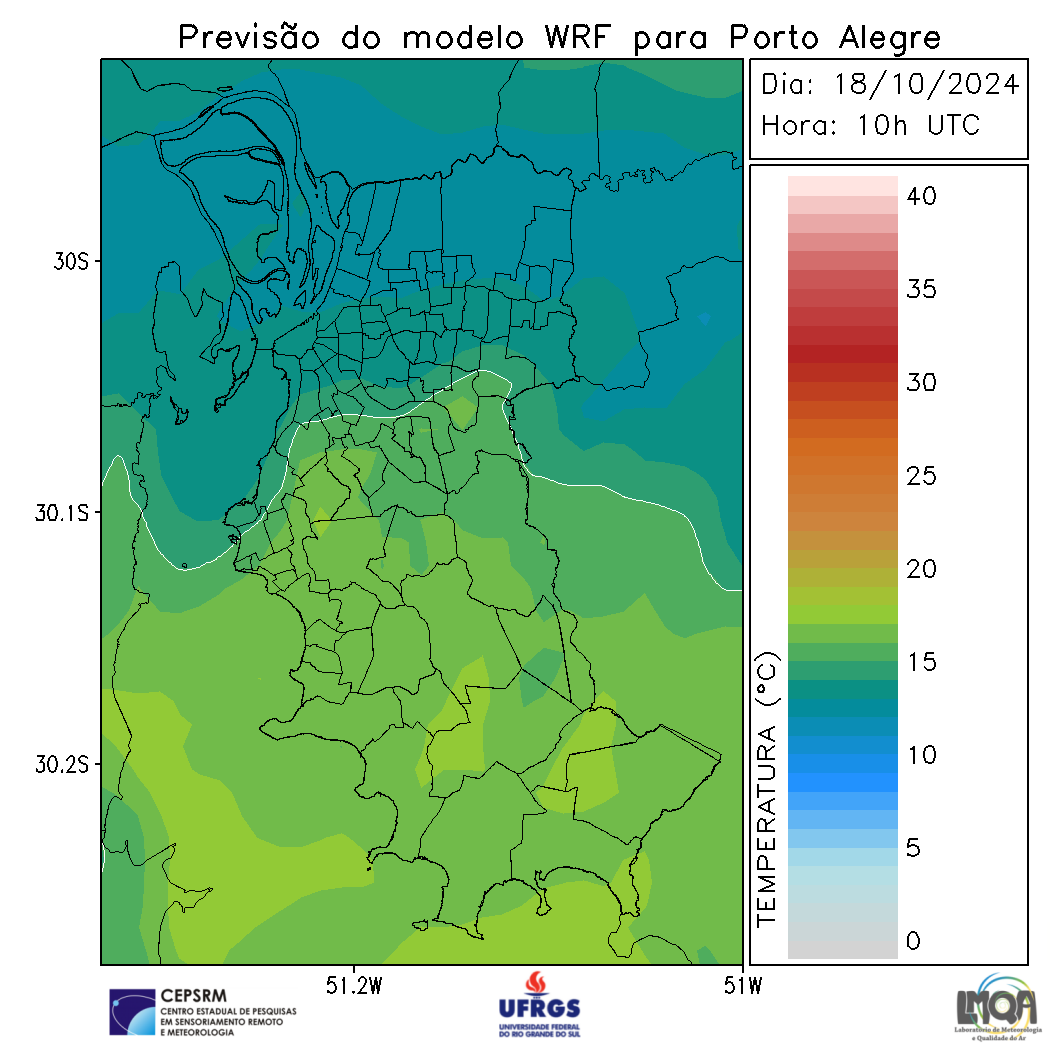 Previsão do modelo WRF para Porto Alegre
Dia: 18/10/2024
Hora: 10h UTC
40
35
30
25
20
15
10
5
0
TEMPERATURA (°C)
30S
30.1S
30.2S
51.2W
51W
CEPSRM
CENTRO ESTADUAL DE PESQUISAS
EM SENSORIAMENTO REMOTO
E METEOROLOGIA
UFRGS
UNIVERSIDADE FEDERAL
DO RIO GRANDE DO SUL
LMQA
Laboratório de Meteorologia
e Qualidade do Ar